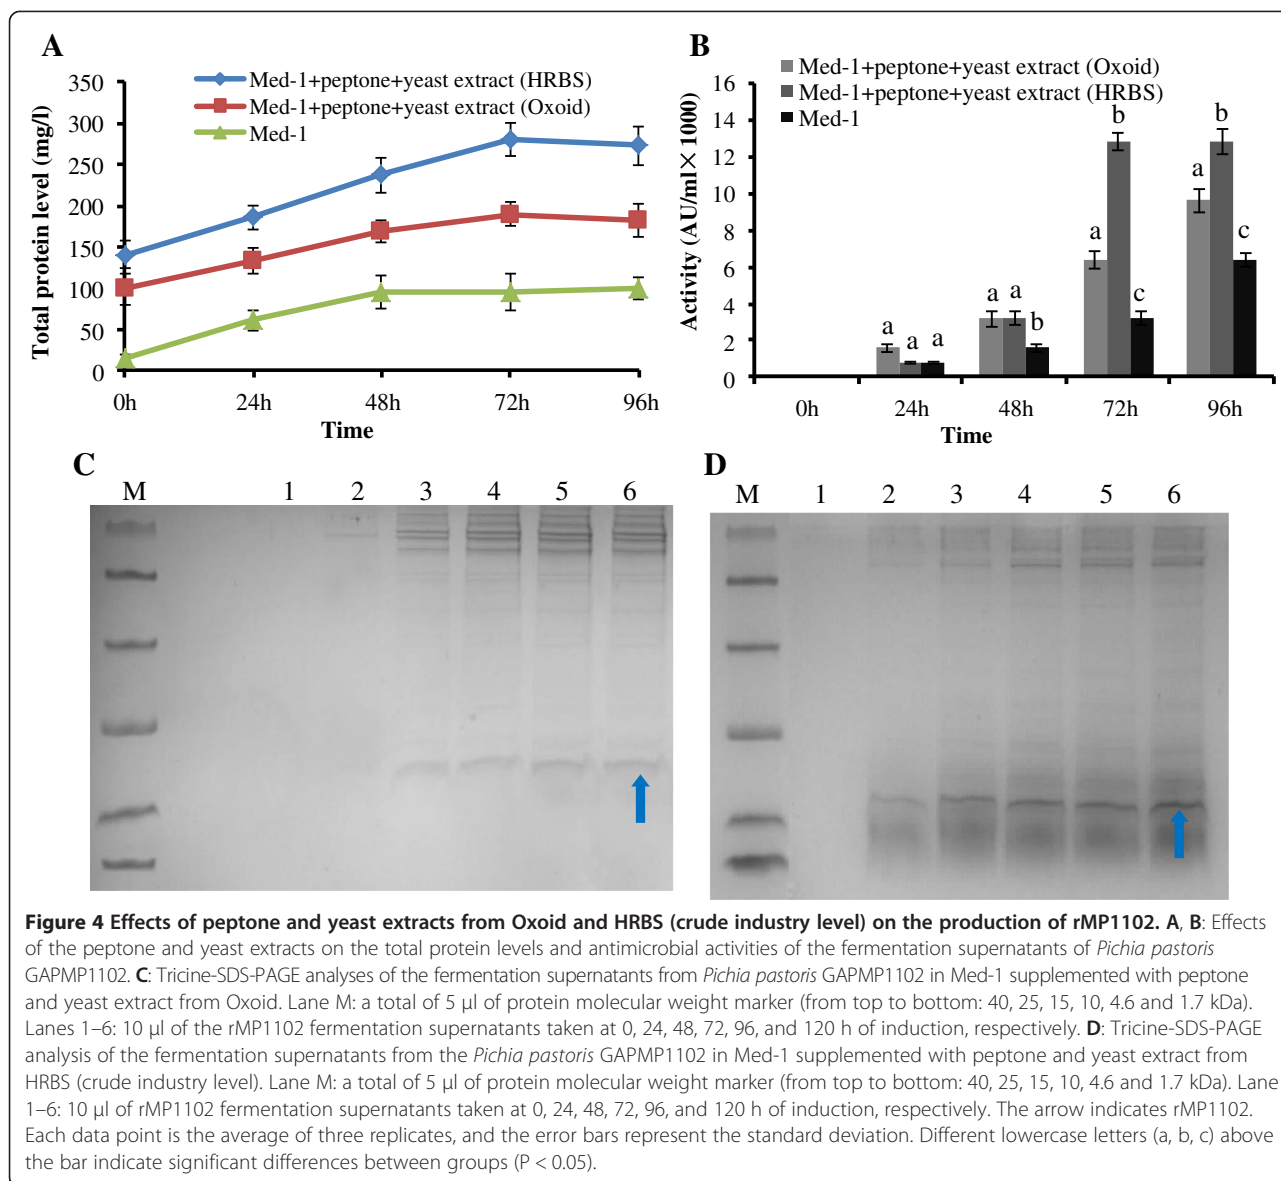 A
350
300
250
200
150
100
50
0
Total protein level (mg/l)
Med-1+peptone+yeast extract (HRBS)
Med-1+peptone+yeast extract (Oxoid)
Med-1
0h 24h 48h 72h 96h
Time
B
16
14
12
10
8
6
4
2
0
Activity (AU/ml×1000)
Med-1+peptone+yeast extract (Oxoid)
Med-1+peptone+yeast extract (HRBS)
Med-1
a a a
a a b
a b c
a b c
0h 24h 48h 72h 96h
Time
C
M 1 2 3 4 5 6
D
M 1 2 3 4 5 6
Figure 4 Effects of peptone and yeast extracts from Oxoid and HRBS (crude industry level) on the production of rMP1102. A, B: Effects
of the peptone and yeast extracts on the total protein levels and antimicrobial activities of the fermentation supernatants of Pichia pastoris
GAPMP1102. C: Tricine-SDS-PAGE analyses of the fermentation supernatants from Pichia pastoris GAPMP1102 in Med-1 supplemented with peptone
and yeast extract from Oxoid. Lane M: a total of 5 μl of protein molecular weight marker (from top to bottom: 40, 25, 15, 10, 4.6 and 1.7 kDa).
Lanes 1–6: 10 μl of the rMP1102 fermentation supernatants taken at 0, 24, 48, 72, 96, and 120 h of induction, respectively. D: Tricine-SDS-PAGE
analysis of the fermentation supernatants from the Pichia pastoris GAPMP1102 in Med-1 supplemented with peptone and yeast extract from
HRBS (crude industry level). Lane M: a total of 5 μl of protein molecular weight marker (from top to bottom: 40, 25, 15, 10, 4.6 and 1.7 kDa). Lane
1–6: 10 μl of rMP1102 fermentation supernatants taken at 0, 24, 48, 72, 96, and 120 h of induction, respectively. The arrow indicates rMP1102.
Each data point is the average of three replicates, and the error bars represent the standard deviation. Different lowercase letters (a, b, c) above
the bar indicate significant differences between groups (P < 0.05).